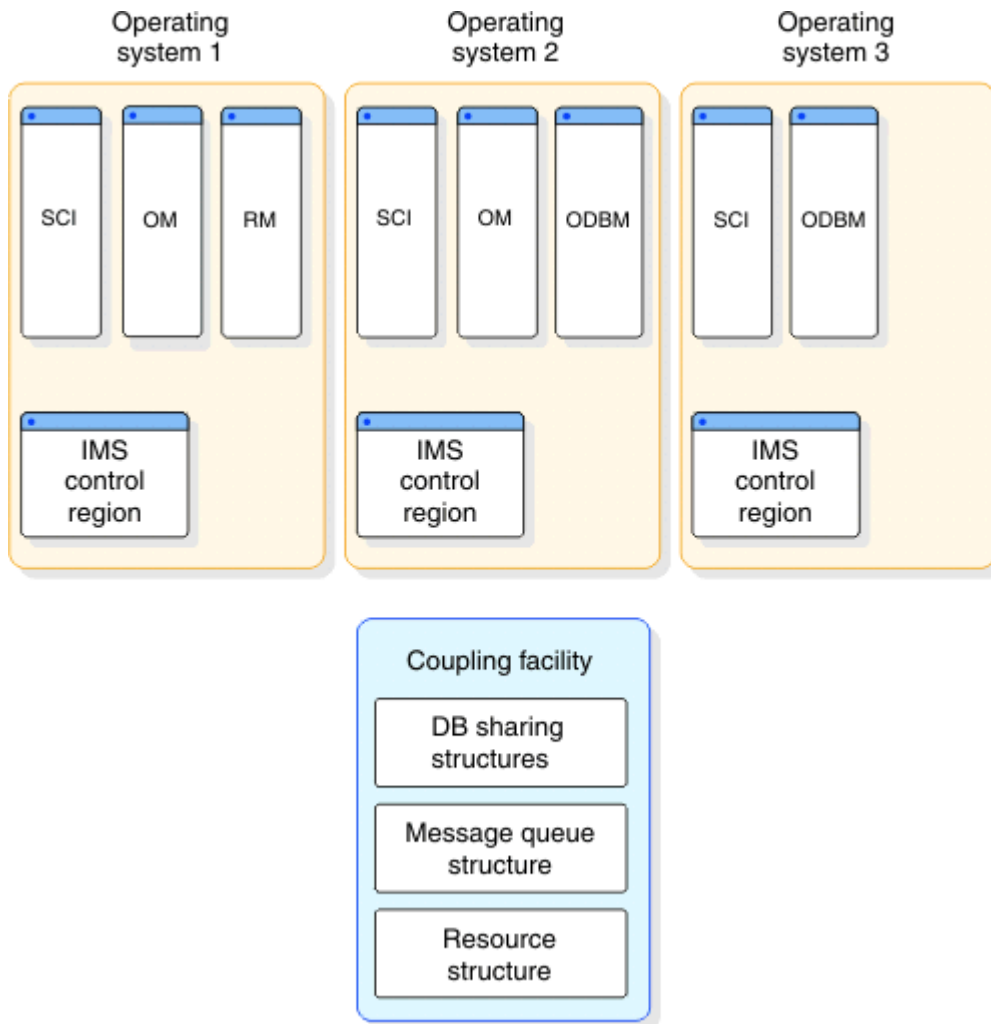 Operating
system 1
Operating
system 2
Operating
system 3
SCI
OM
RM
SCI
OM
ODBM
SCI
ODBM
IMS
control
region
IMS
control
region
IMS
control
region
Coupling facility
DB sharing
structures
Message queue
structure
Resource
structure